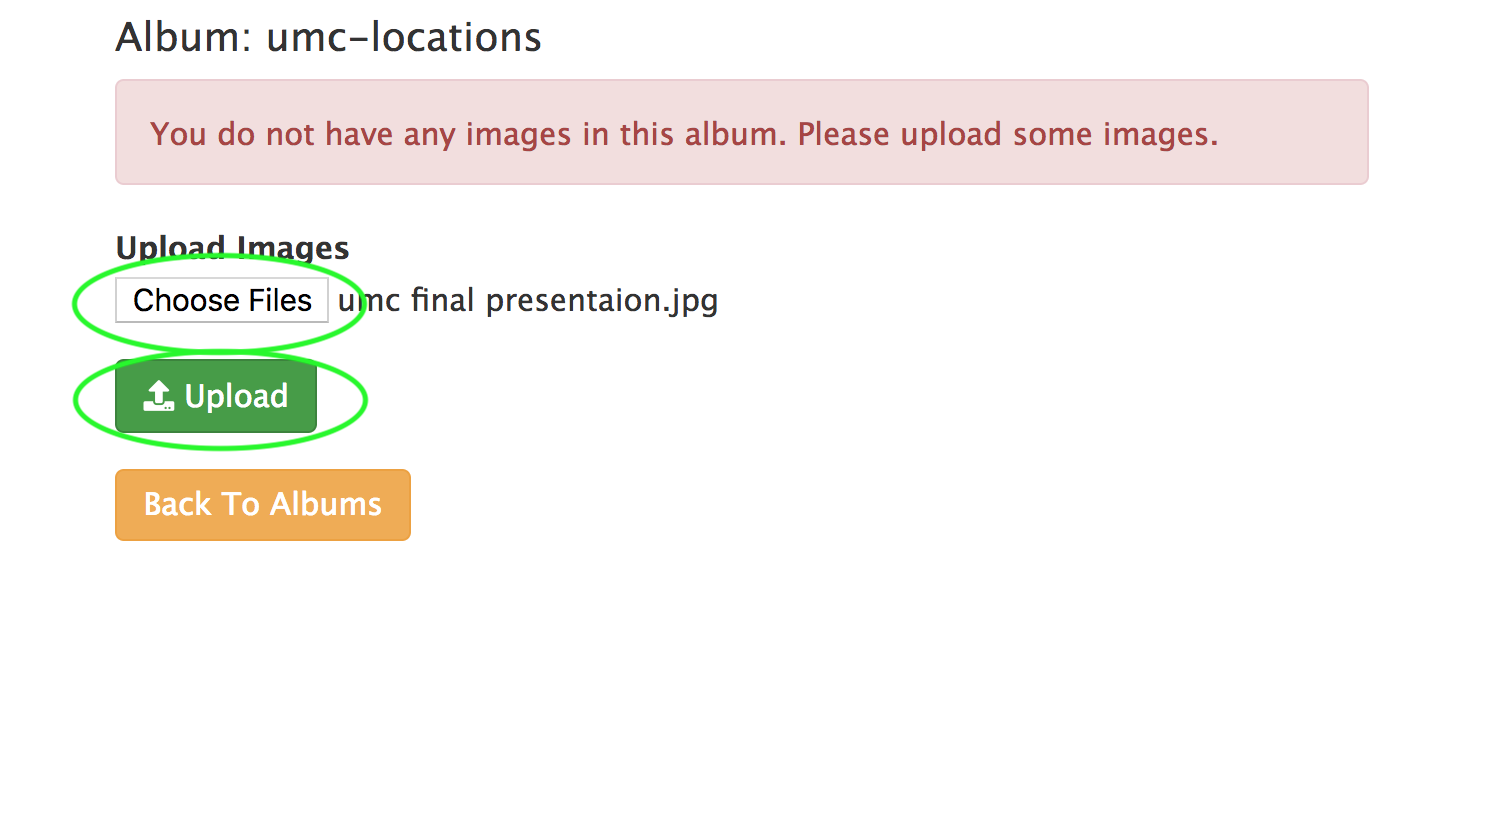 Album: umc-locations
You do not have any images in this album. Please upload some images.
Upload Images
Choose Files umc final presentaion.jpg
Upload
Back To Albums